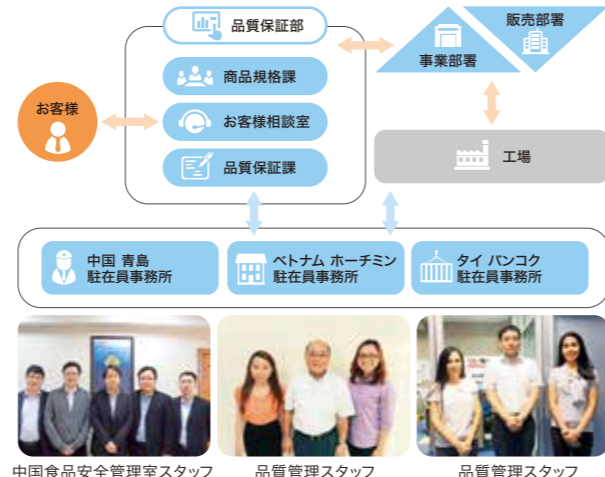 品質保証部
販売部署
事業部署
商品規格課
お客様
お客様相談室
工場
品質保証課
中国 青島
駐在員事務所
ベトナム ホーチミン
駐在員事務所
タイ バンコク
駐在員事務所
中国食品安全管理室スタッフ
品質管理スタッフ
品質管理スタッフ